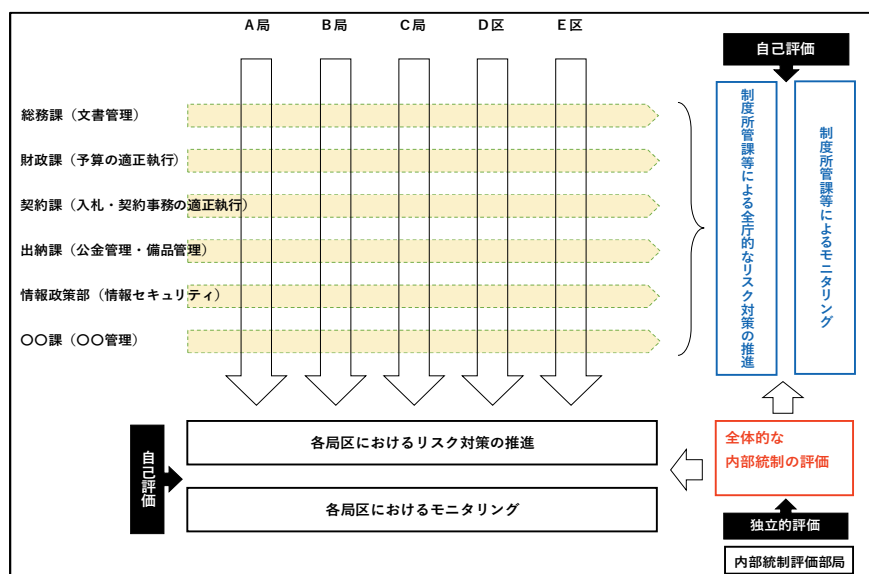 A局
B局
C局
D区
E区
自己評価
総務課（文書管理）
財政課（予算の適正執行）
契約課（入札・契約事務の適正執行）
出納課（公金管理・備品管理）
情報政策部（情報セキュリティ）
〇〇課（〇〇管理）
制度所管課等による全庁的なリスク対策の推進
制度所管課等によるモニタリング
自己評価
各局区におけるリスク対策の推進
各局区におけるモニタリング
全体的な
内部統制の評価
独立的評価
内部統制評価部局